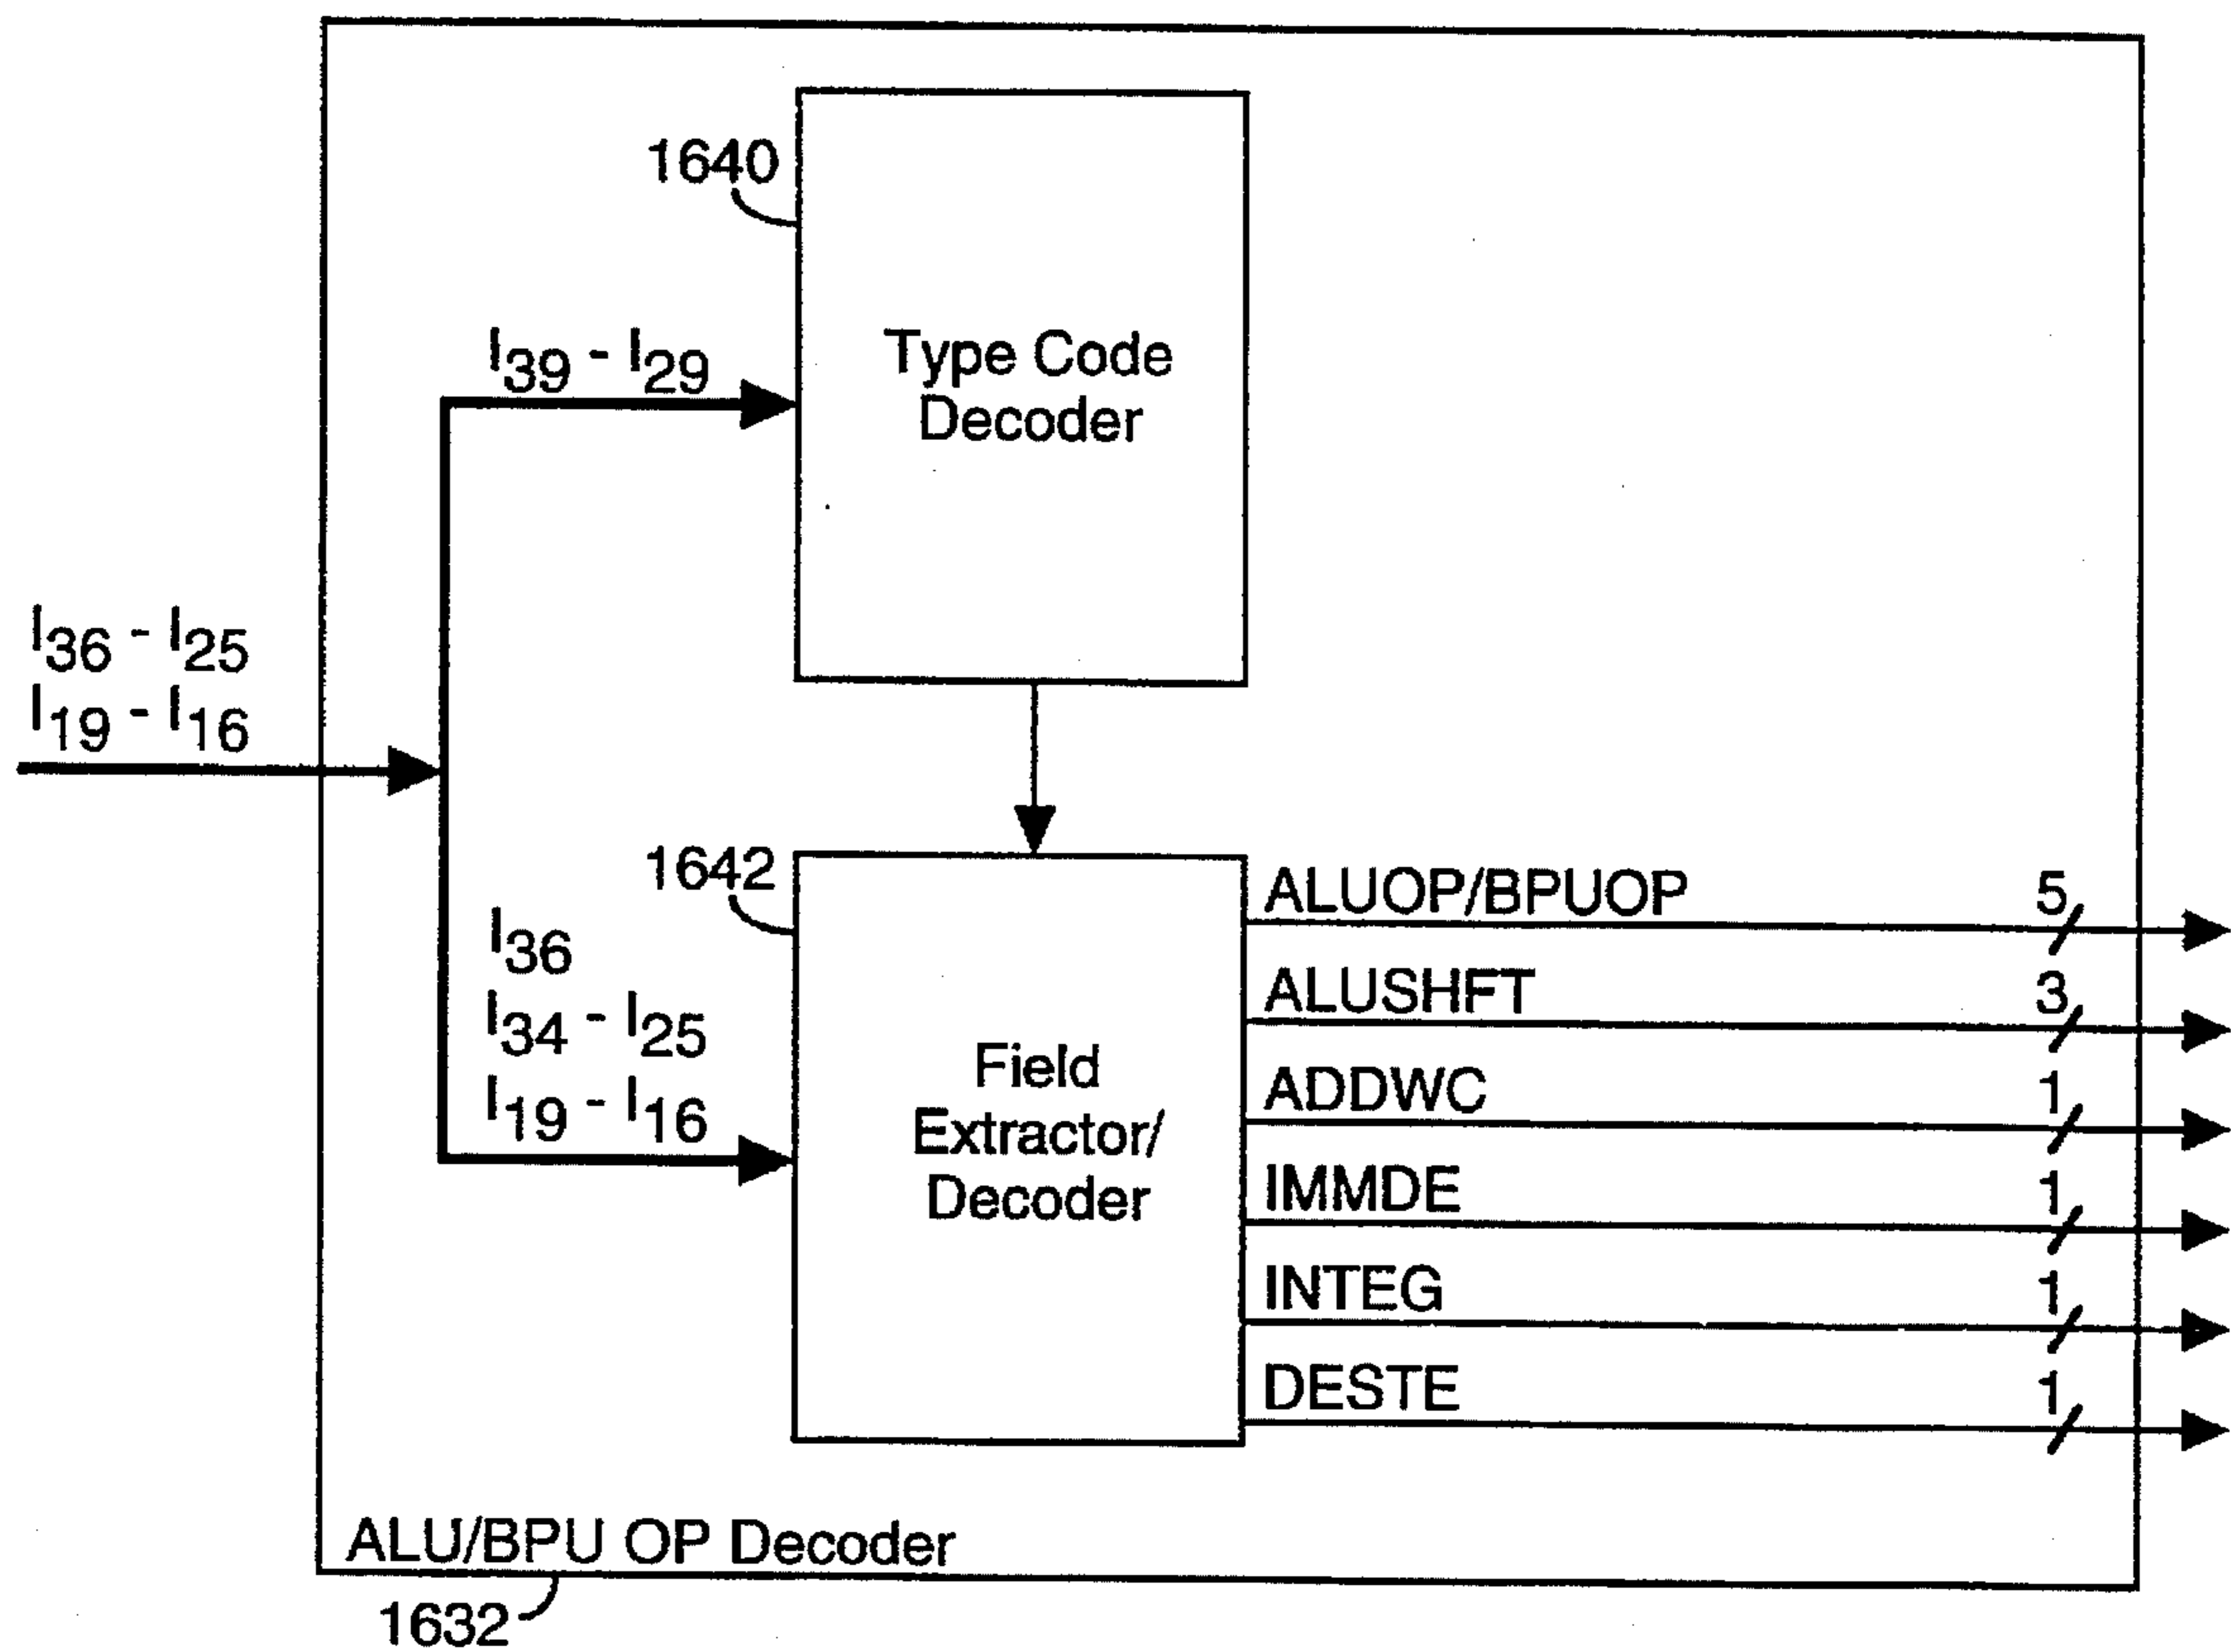 1640
I39 - I29
Type Code
Decoder
I36 - I25
I19 - I16
1642
I36
I34 - I25
I19 - I16
Field
Extractor/
Decoder
ALUOP/BPUOP 5
ALUSHFT 3
ADDWC 1
IMMDE 1
INTEG 1
DESTE 1
ALU/BPU OP Decoder
1632